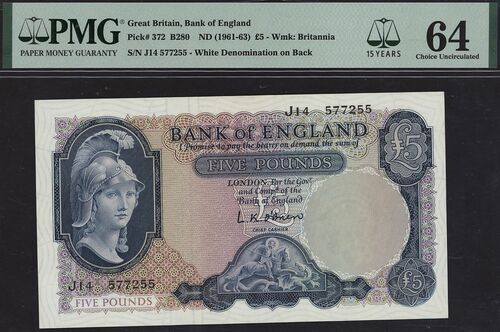 PMG
PAPER MONEY GUARANTY
Great Britain, Bank of England
Pick# 372 B280 ND (1961-63) £5 - Wmk: Britannia
S/N J14 577255 - White Denomination on Back
15 YEARS
64
Choice Uncirculated
J14 577255
BANK OF ENGLAND
I Promise to pay the bearer on demand the sum of
FIVE POUNDS
£5
LONDON, For the Govr
and Compa of the
Bank of England
£5
L.K. O'Brien
CHIEF CASHIER
J14 577255
FIVE POUNDS
£5